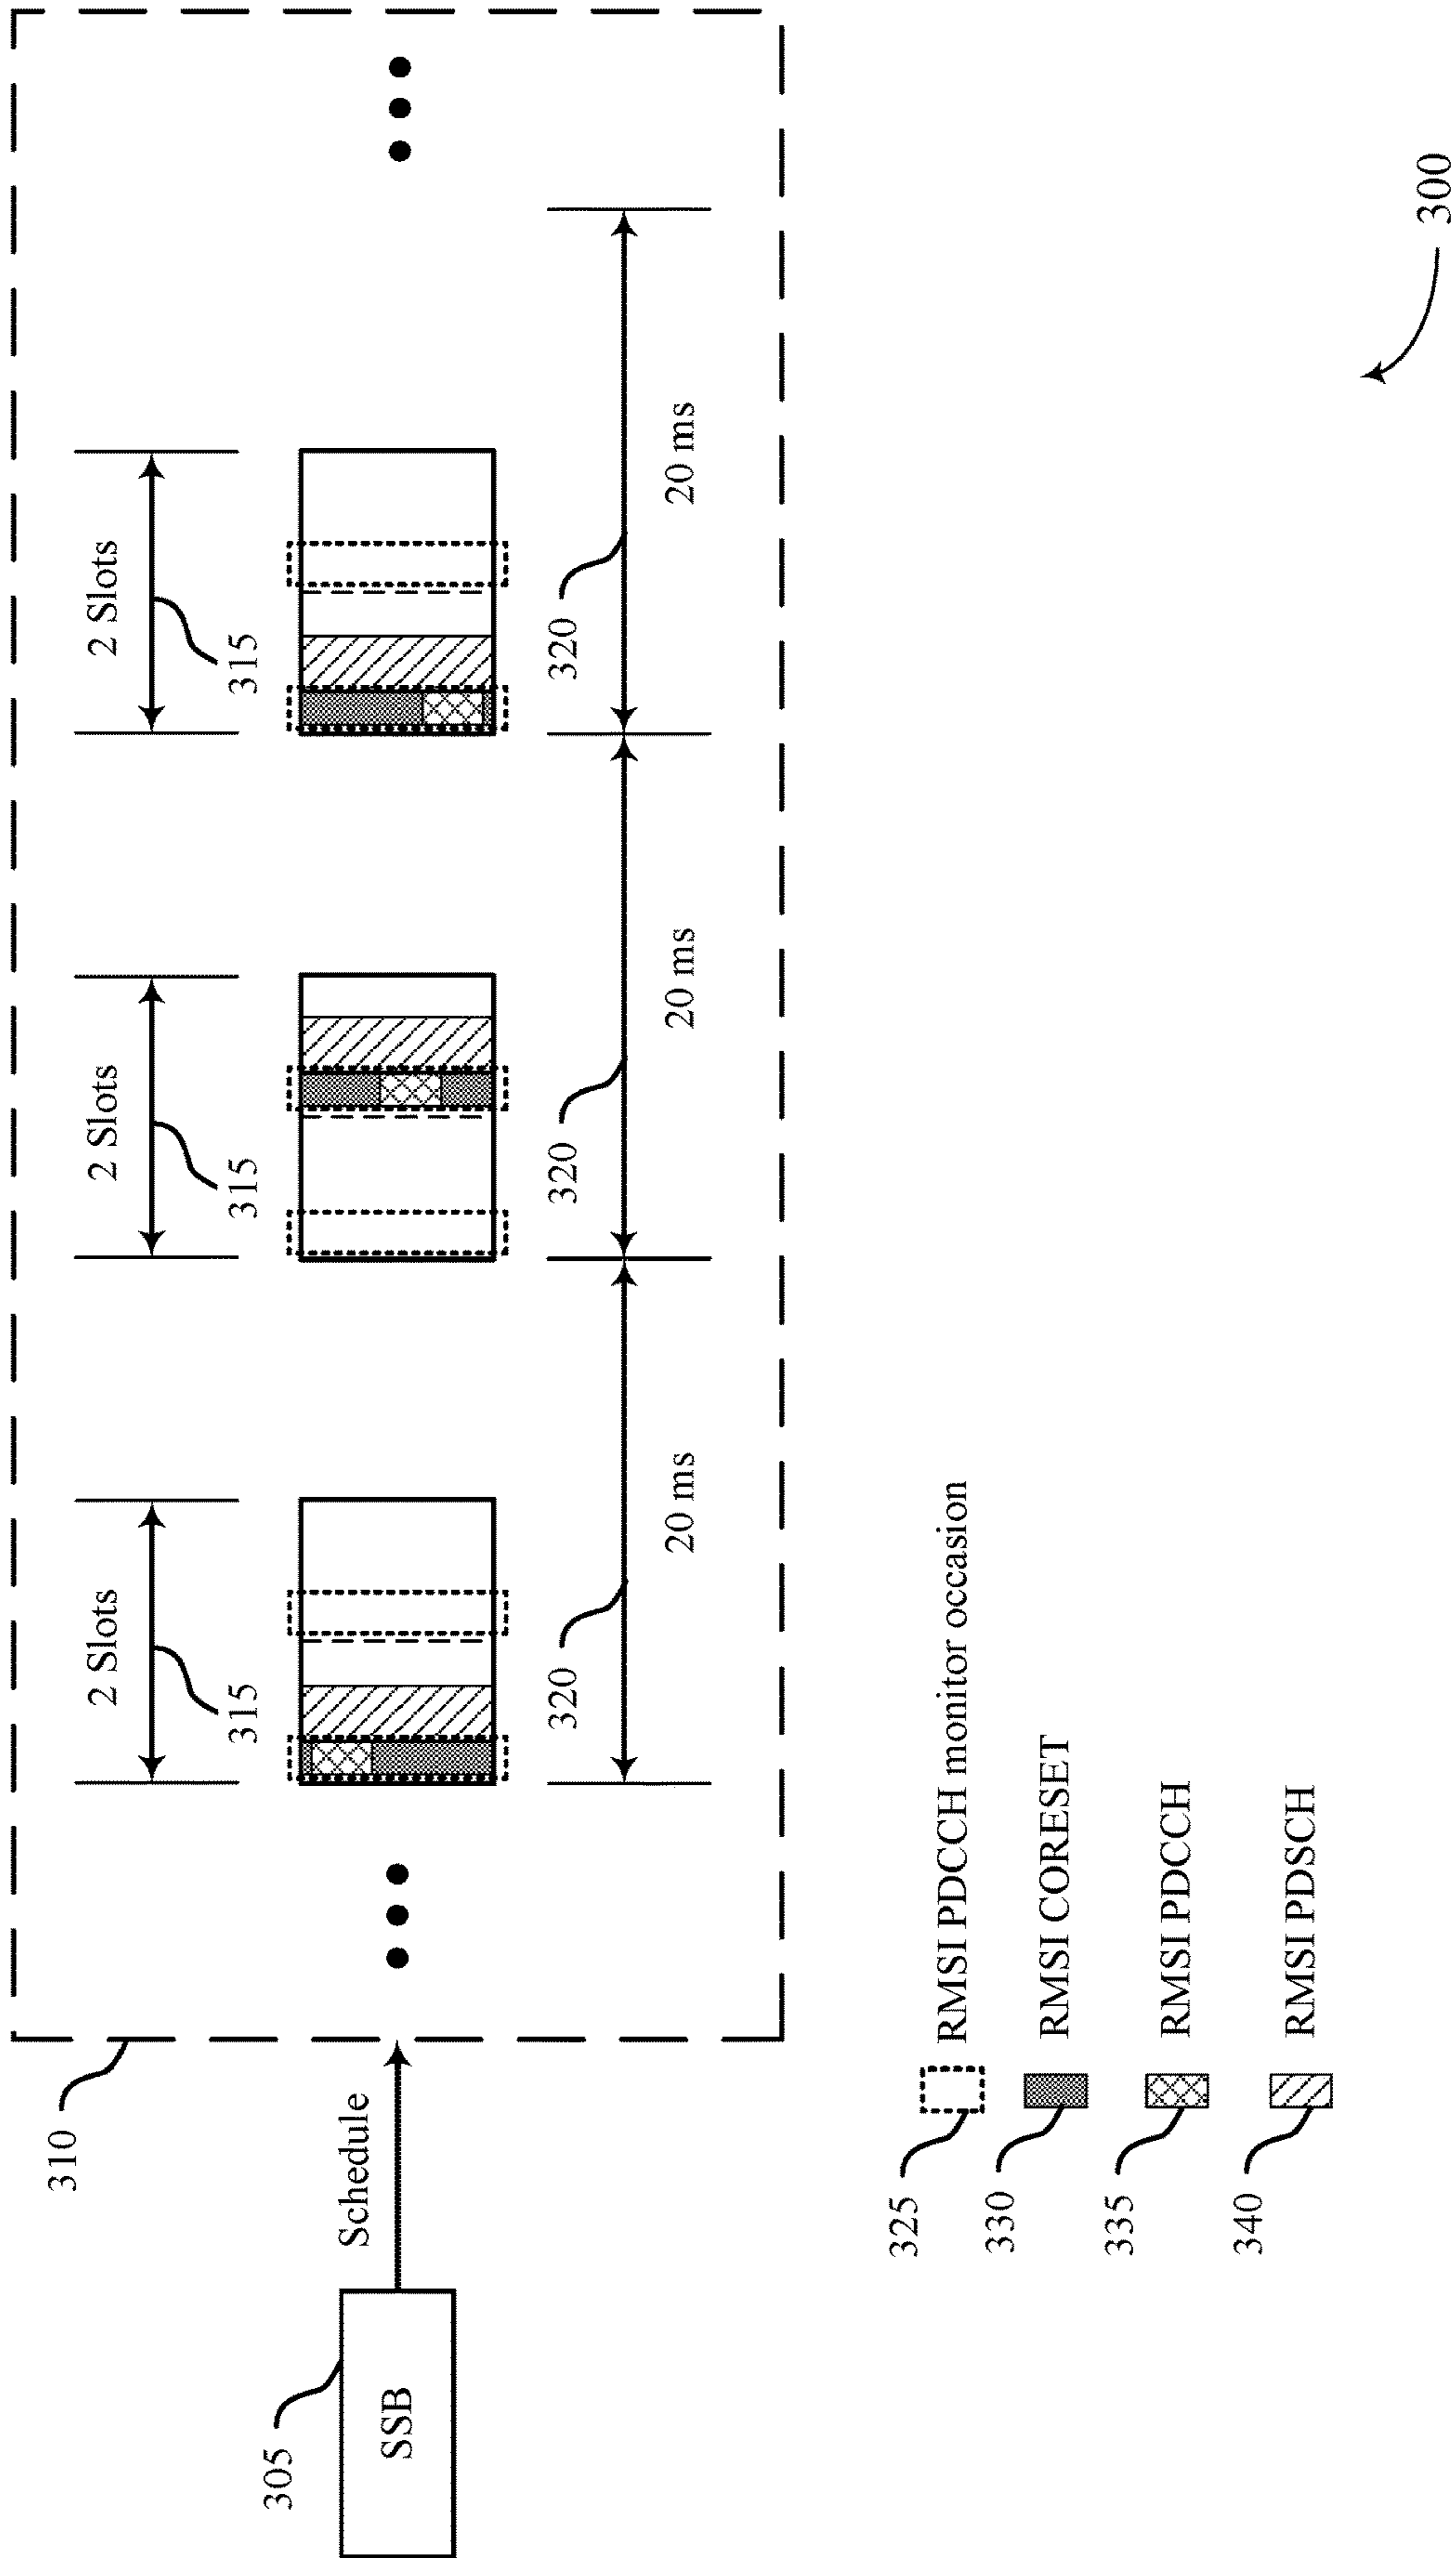 310
2 Slots
2 Slots
2 Slots
315
315
315
305
SSB
Schedule
320
320
320
20 ms
20 ms
20 ms
325
RMSI PDCCH monitor occasion
330
RMSI CORESET
335
RMSI PDCCH
340
RMSI PDSCH
300